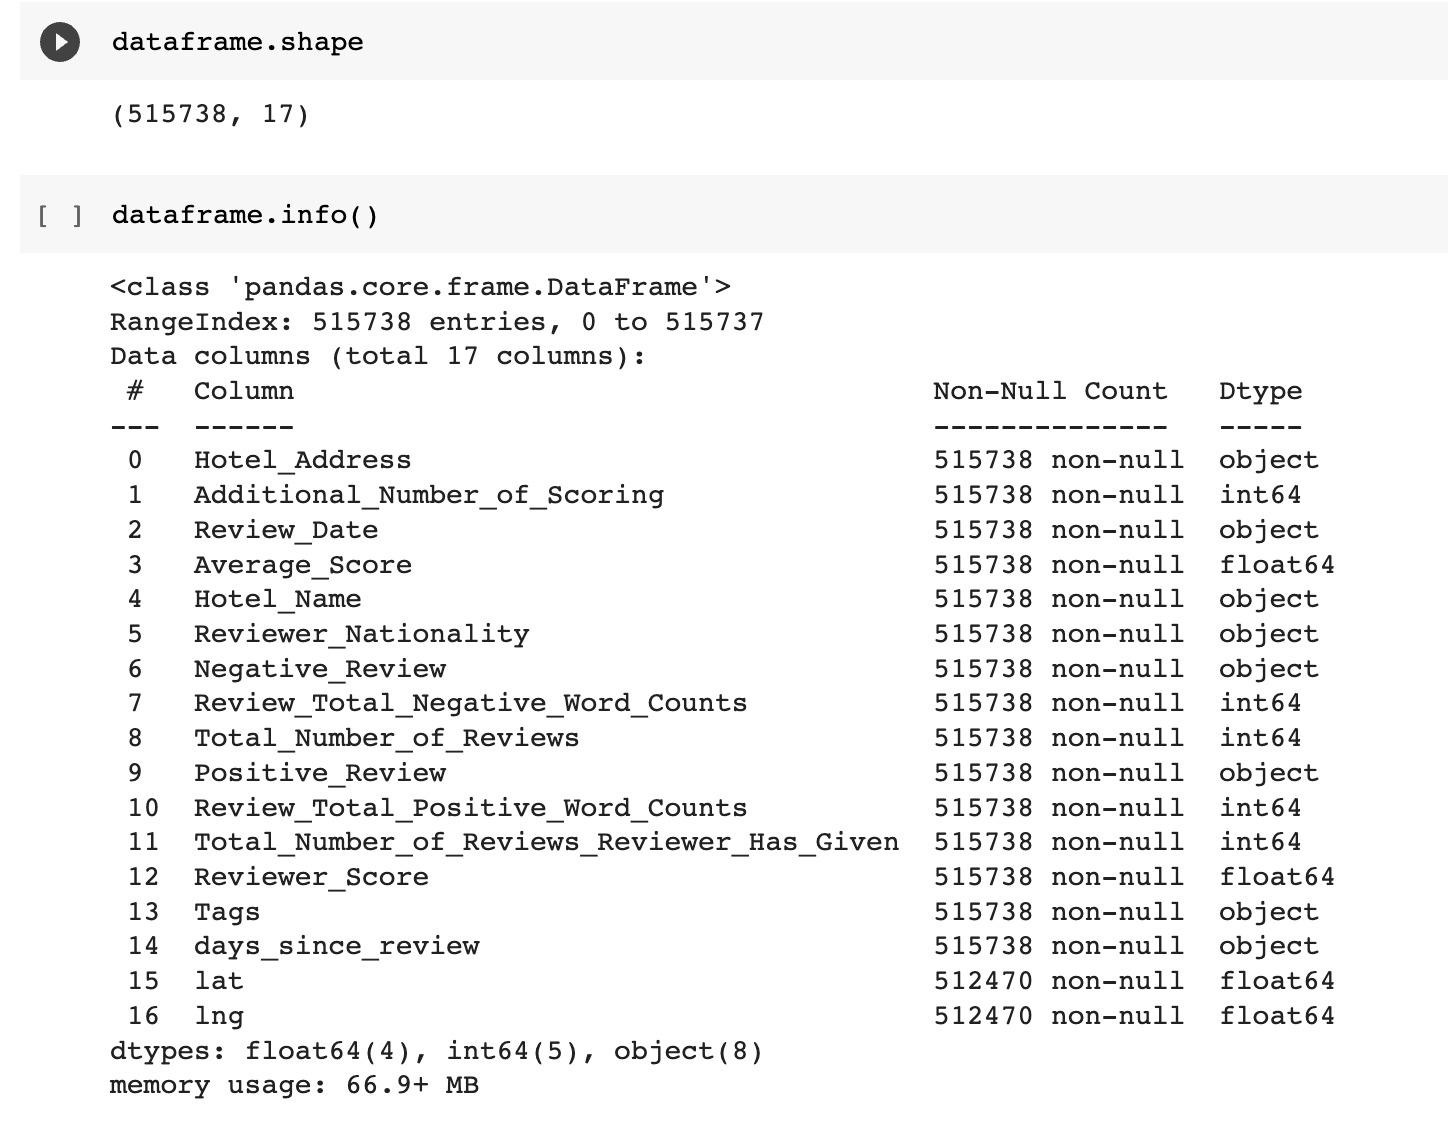 dataframe.shape
(515738, 17)
[ ] dataframe.info()
<class 'pandas.core.frame.DataFrame'>
RangeIndex: 515738 entries, 0 to 515737
Data columns (total 17 columns):
 #   Column                                      Non-Null Count   Dtype
---  ------                                      --------------   -----
 0   Hotel_Address                               515738 non-null  object
 1   Additional_Number_of_Scoring                515738 non-null  int64
 2   Review_Date                                 515738 non-null  object
 3   Average_Score                               515738 non-null  float64
 4   Hotel_Name                                  515738 non-null  object
 5   Reviewer_Nationality                        515738 non-null  object
 6   Negative_Review                             515738 non-null  object
 7   Review_Total_Negative_Word_Counts           515738 non-null  int64
 8   Total_Number_of_Reviews                     515738 non-null  int64
 9   Positive_Review                             515738 non-null  object
 10  Review_Total_Positive_Word_Counts           515738 non-null  int64
 11  Total_Number_of_Reviews_Reviewer_Has_Given  515738 non-null  int64
 12  Reviewer_Score                              515738 non-null  float64
 13  Tags                                        515738 non-null  object
 14  days_since_review                           515738 non-null  object
 15  lat                                         512470 non-null  float64
 16  lng                                         512470 non-null  float64
dtypes: float64(4), int64(5), object(8)
memory usage: 66.9+ MB